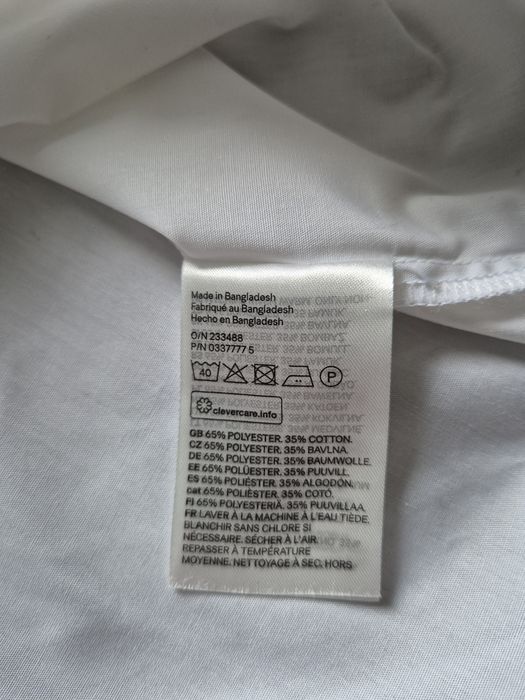 Made in Bangladesh
Fabriqué au Bangladesh
Hecho en Bangladesh
O/N 233488
P/N 0337777 5
40
P
clevercare.info
GB 65% POLYESTER. 35% COTTON.
CZ 65% POLYESTER. 35% BAVLNA.
DE 65% POLYESTER. 35% BAUMWOLLE.
EE 65% POLÜESTER. 35% PUUVILL.
ES 65% POLIÉSTER. 35% ALGODÓN.
cat 65% POLIÈSTER. 35% COTÓ.
FI 65% POLYESTERIÄ. 35% PUUVILLAA.
FR LAVER À LA MACHINE À L'EAU TIÈDE.
BLANCHIR SANS CHLORE SI
NÉCESSAIRE. SÉCHER À L'AIR.
REPASSER À TEMPÉRATURE
MOYENNE. NETTOYAGE À SEC, HORS